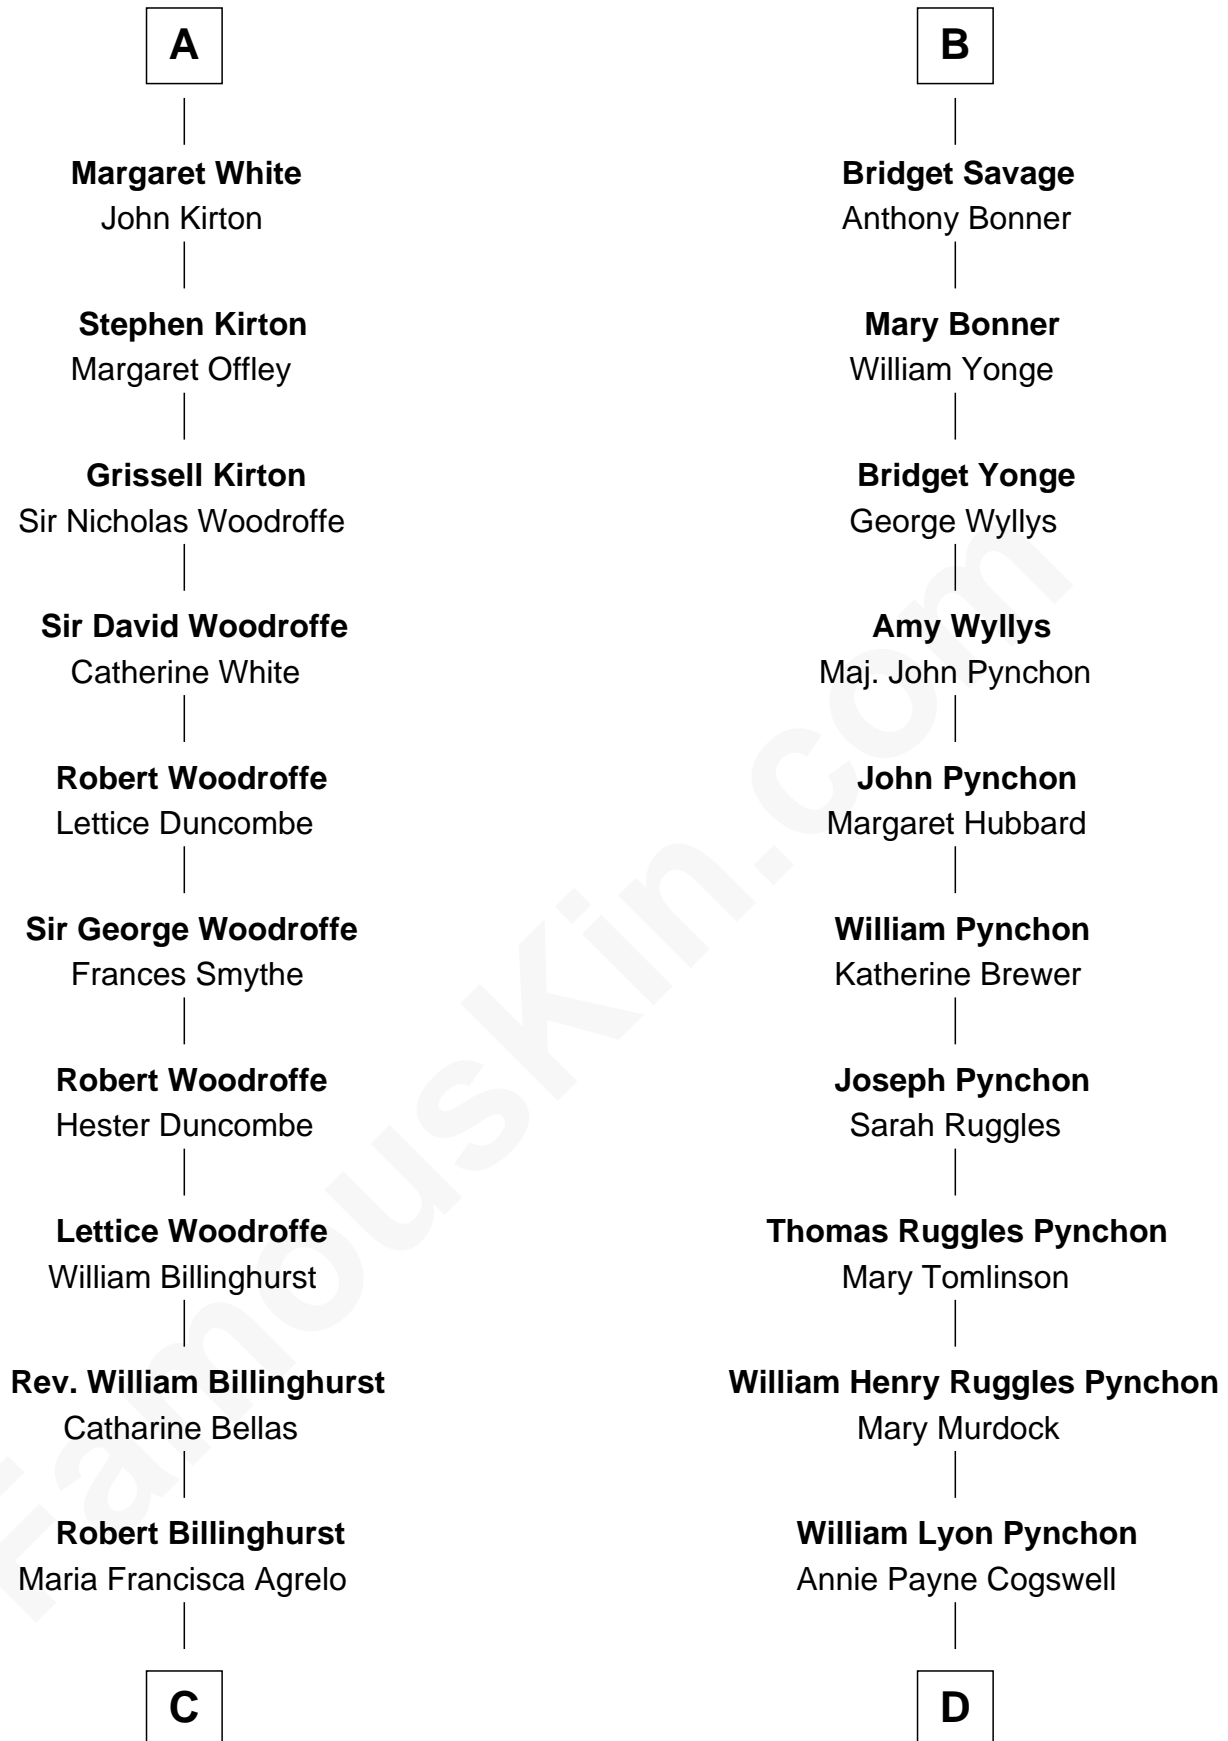 A
Margaret White
John Kirton
Stephen Kirton
Margaret Offley
Grissell Kirton
Sir Nicholas Woodroffe
Sir David Woodroffe
Catherine White
Robert Woodroffe
Lettice Duncombe
Sir George Woodroffe
Frances Smythe
Robert Woodroffe
Hester Duncombe
Lettice Woodroffe
William Billinghurst
Rev. William Billinghurst
Catharine Bellas
Robert Billinghurst
Maria Francisca Agrelo
C
B
Bridget Savage
Anthony Bonner
Mary Bonner
William Yonge
Bridget Yonge
George Wyllys
Amy Wyllys
Maj. John Pynchon
John Pynchon
Margaret Hubbard
William Pynchon
Katherine Brewer
Joseph Pynchon
Sarah Ruggles
Thomas Ruggles Pynchon
Mary Tomlinson
William Henry Ruggles Pynchon
Mary Murdock
William Lyon Pynchon
Annie Payne Cogswell
D
FamousKin.com